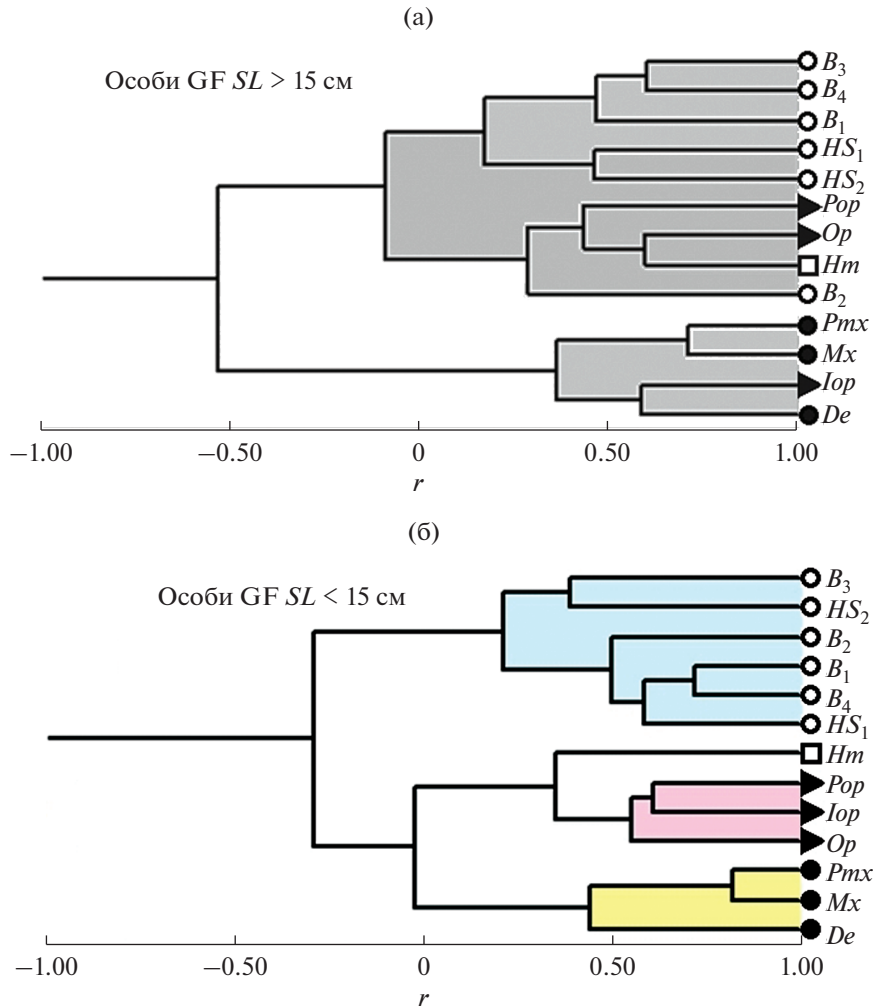 (а)
Особи GF SL > 15 см
B₃
B₄
B₁
HS₁
HS₂
Pop
Op
Hm
B₂
Pmx
Mx
Iop
De
−1.00 −0.50 0 0.50 1.00
r
(б)
Особи GF SL < 15 см
B₃
HS₂
B₂
B₁
B₄
HS₁
Hm
Pop
Iop
Op
Pmx
Mx
De
−1.00 −0.50 0 0.50 1.00
r